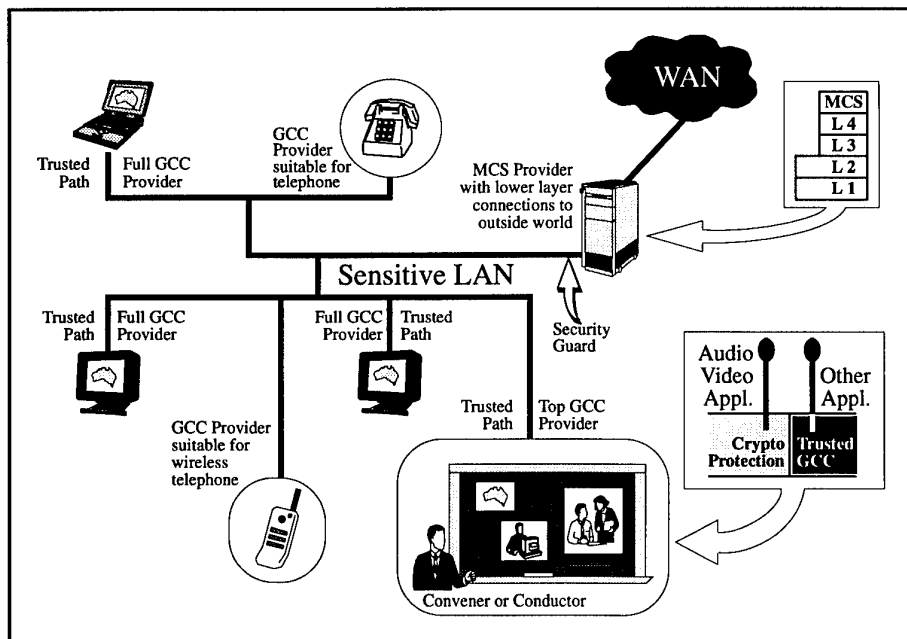 WAN
MCS
L 4
L 3
L 2
L 1
Trusted
Path
Full GCC
Provider
GCC
Provider
suitable for
telephone
MCS Provider
with lower layer
connections to
outside world
Sensitive LAN
Security
Guard
Trusted
Path
Full GCC
Provider
Full GCC
Provider
Trusted
Path
GCC Provider
suitable for
wireless
telephone
Trusted
Path
Top GCC
Provider
Audio
Video
Appl.
Other
Appl.
Crypto
Protection
Trusted
GCC
Convener or Conductor